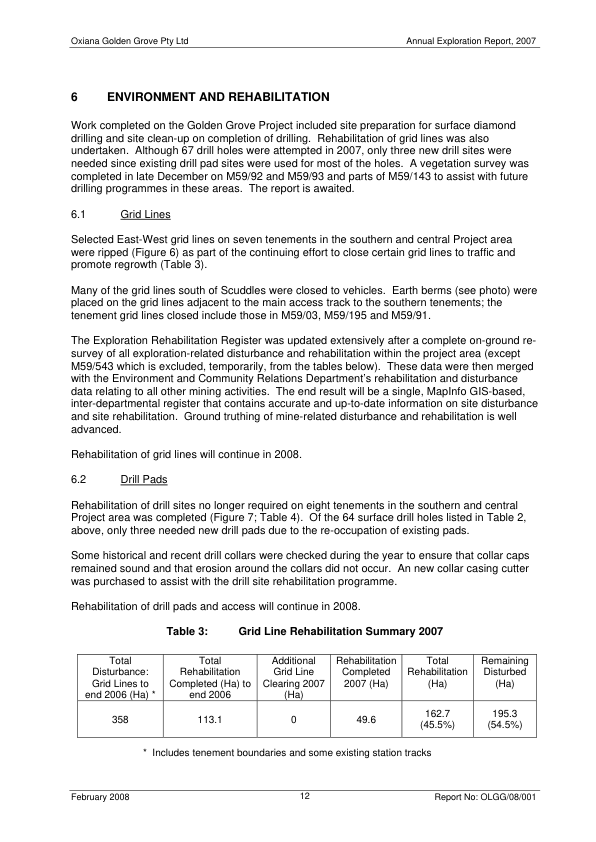 Oxiana Golden Grove Pty Ltd Annual Exploration Report, 2007
6 ENVIRONMENT AND REHABILITATION
Work completed on the Golden Grove Project included site preparation for surface diamond
drilling and site clean-up on completion of drilling. Rehabilitation of grid lines was also
undertaken. Although 67 drill holes were attempted in 2007, only three new drill sites were
needed since existing drill pad sites were used for most of the holes. A vegetation survey was
completed in late December on M59/92 and M59/93 and parts of M59/143 to assist with future
drilling programmes in these areas. The report is awaited.
6.1 Grid Lines
Selected East-West grid lines on seven tenements in the southern and central Project area
were ripped (Figure 6) as part of the continuing effort to close certain grid lines to traffic and
promote regrowth (Table 3).
Many of the grid lines south of Scuddles were closed to vehicles. Earth berms (see photo) were
placed on the grid lines adjacent to the main access track to the southern tenements; the
tenement grid lines closed include those in M59/03, M59/195 and M59/91.
The Exploration Rehabilitation Register was updated extensively after a complete on-ground re-
survey of all exploration-related disturbance and rehabilitation within the project area (except
M59/543 which is excluded, temporarily, from the tables below). These data were then merged
with the Environment and Community Relations Department's rehabilitation and disturbance
data relating to all other mining activities. The end result will be a single, MapInfo GIS-based,
inter-departmental register that contains accurate and up-to-date information on site disturbance
and site rehabilitation. Ground truthing of mine-related disturbance and rehabilitation is well
advanced.
Rehabilitation of grid lines will continue in 2008.
6.2 Drill Pads
Rehabilitation of drill sites no longer required on eight tenements in the southern and central
Project area was completed (Figure 7; Table 4). Of the 64 surface drill holes listed in Table 2,
above, only three needed new drill pads due to the re-occupation of existing pads.
Some historical and recent drill collars were checked during the year to ensure that collar caps
remained sound and that erosion around the collars did not occur. An new collar casing cutter
was purchased to assist with the drill site rehabilitation programme.
Rehabilitation of drill pads and access will continue in 2008.
Table 3: Grid Line Rehabilitation Summary 2007
Total Disturbance: Grid Lines to end 2006 (Ha) * Total Rehabilitation Completed (Ha) to end 2006 Additional Grid Line Clearing 2007 (Ha) Rehabilitation Completed 2007 (Ha) Total Rehabilitation (Ha) Remaining Disturbed (Ha)
358 113.1 0 49.6 162.7 (45.5%) 195.3 (54.5%)
* Includes tenement boundaries and some existing station tracks
February 2008 12 Report No: OLGG/08/001